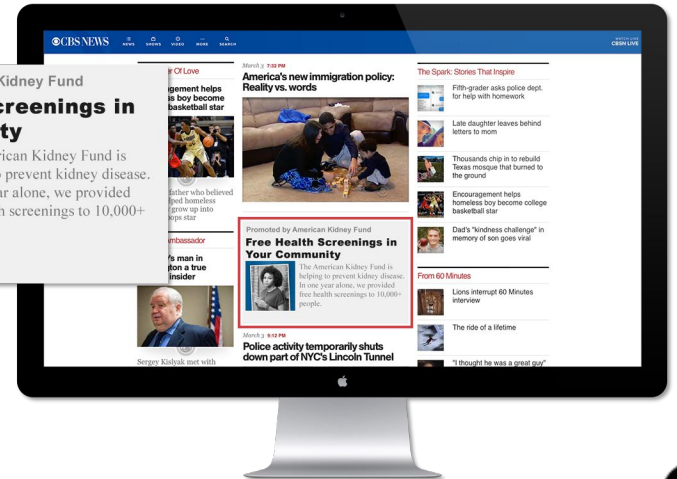 CBS NEWS
NEWS
SHOWS
VIDEO
MORE
SEARCH
WATCH LIVE
CBSN LIVE
Kidney Fund
creenings in
ty
rican Kidney Fund is
prevent kidney disease.
ar alone, we provided
h screenings to 10,000+
r Of Love
gement helps
ss boy become
basketball star
father who believed
lped homeless
grow up into
ops star
mbassador
's man in
gton a true
insider
Sergey Kislyak met with
March 3 7:33 PM
America's new immigration policy:
Reality vs. words
Promoted by American Kidney Fund
Free Health Screenings in
Your Community
The American Kidney Fund is
helping to prevent kidney disease.
In one year alone, we provided
free health screenings to 10,000+
people.
March 3 9:12 PM
Police activity temporarily shuts
down part of NYC's Lincoln Tunnel
The Spark: Stories That Inspire
Fifth-grader asks police dept.
for help with homework
Late daughter leaves behind
letters to mom
Thousands chip in to rebuild
Texas mosque that burned to
the ground
Encouragement helps
homeless boy become college
basketball star
Dad's "kindness challenge" in
memory of son goes viral
From 60 Minutes
Lions interrupt 60 Minutes
interview
The ride of a lifetime
"I thought he was a great guy"